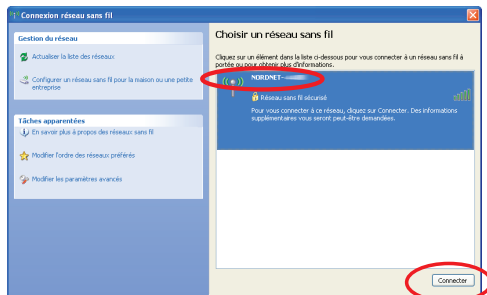 Connexion réseau sans fil
Gestion du réseau
Actualiser la liste des réseaux
Configurer un réseau sans fil pour la maison ou une petite
entreprise
Tâches apparentées
En savoir plus à propos des réseaux sans fil
Modifier l'ordre des réseaux préférés
Modifier les paramètres avancés
Choisir un réseau sans fil
Cliquez sur un élément dans la liste ci-dessous pour vous connecter à un réseau sans fil à
portée ou pour obtenir plus d'informations.
NORDNET-
Réseau sans fil sécurisé
Pour vous connecter à ce réseau, cliquez sur Connecter. Des informations
supplémentaires vous seront peut-être demandées.
Connecter